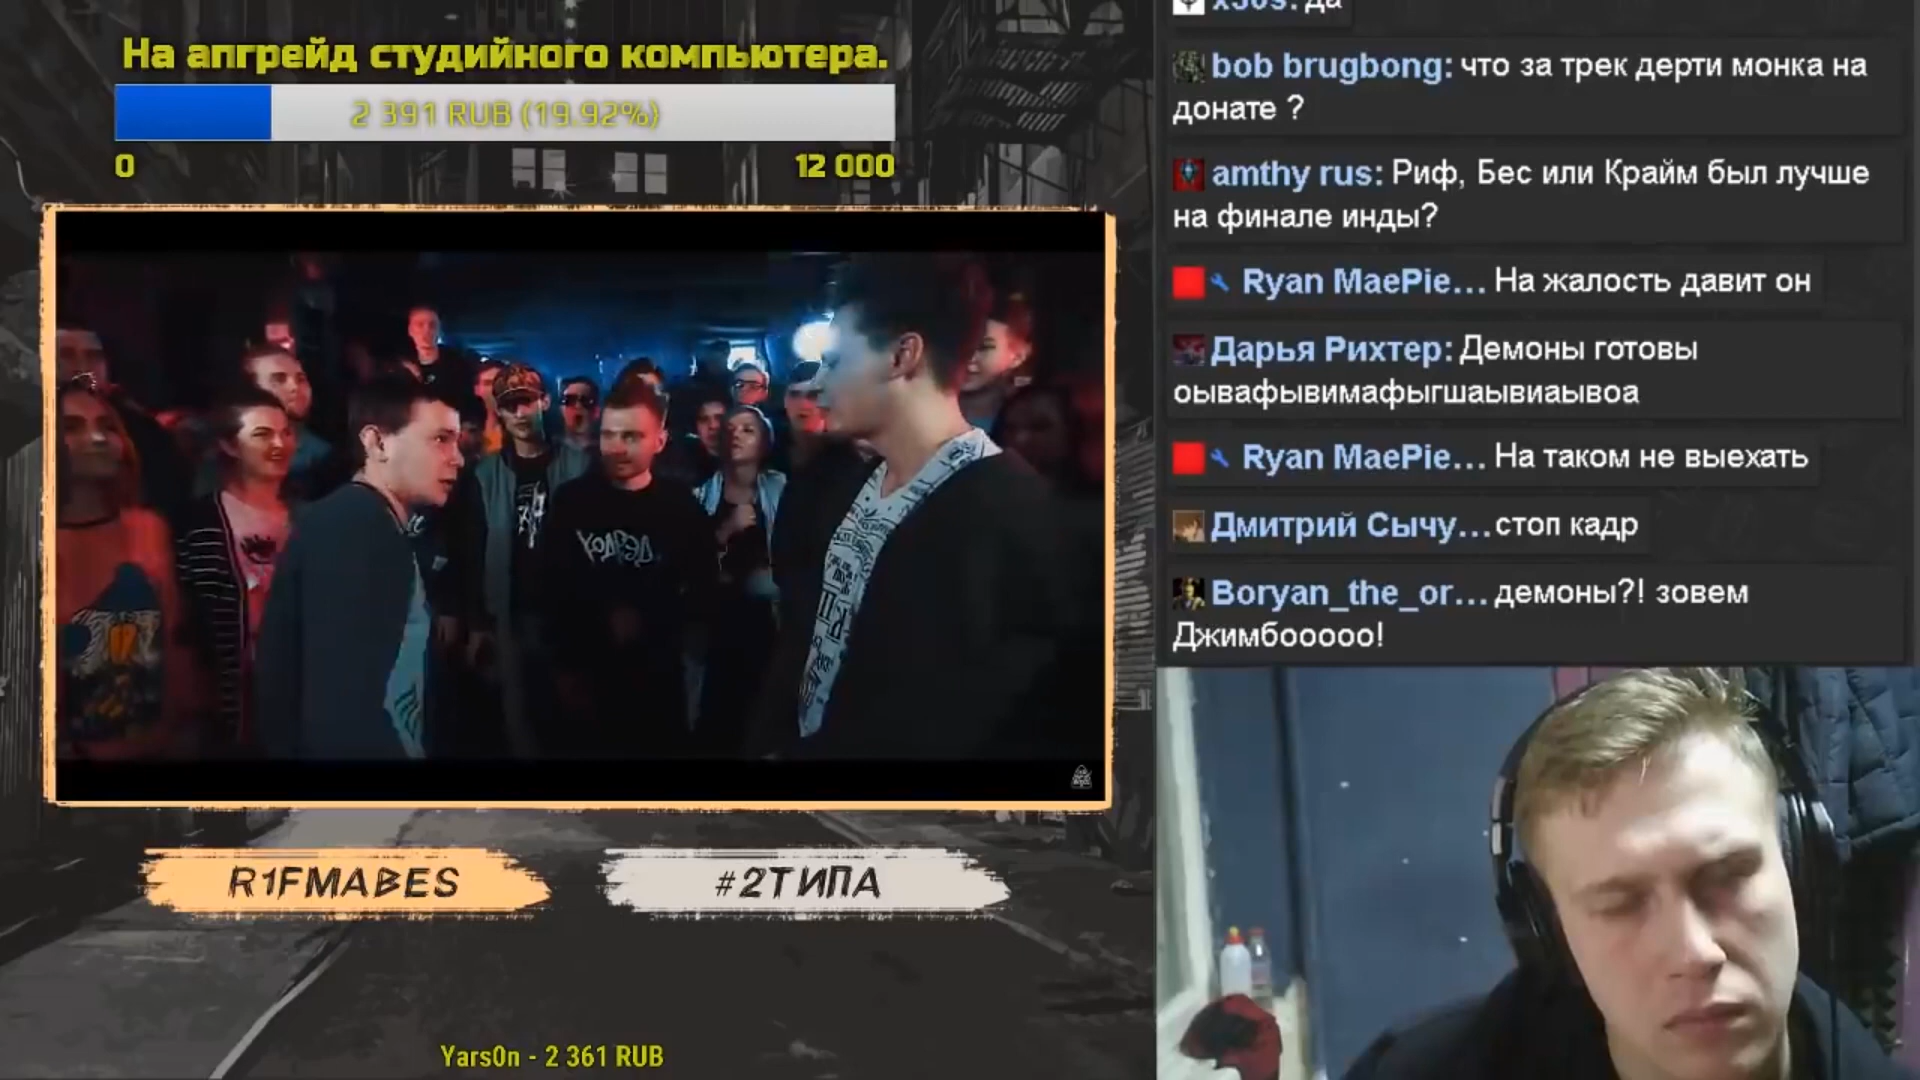 На апгрейд студийного компьютера.
2 391 RUB (19.92%)
0
12 000
ХОДРЭД
R1FMABES
#2ТИПА
Yars0n - 2 361 RUB
x30s: да
bob brugbong: что за трек дерти монка на
донате ?
amthy rus: Риф, Бес или Крайм был лучше
на финале инды?
Ryan MaePie… На жалость давит он
Дарья Рихтер: Демоны готовы
оывафывимафыгшаывиаывоа
Ryan MaePie… На таком не выехать
Дмитрий Сычу… стоп кадр
Boryan_the_or… демоны?! зовем
Джимбооооо!